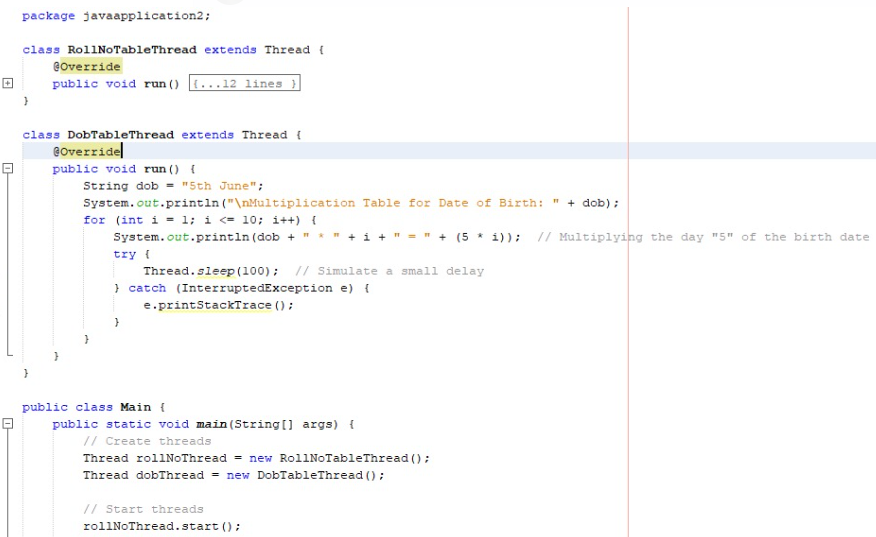 package javaapplication2;
class RollNoTableThread extends Thread {
@Override
public void run() {...12 lines }
}
class DobTableThread extends Thread {
@Override
public void run() {
String dob = "5th June";
System.out.println("\nMultiplication Table for Date of Birth: " + dob);
for (int i = 1; i <= 10; i++) {
System.out.println(dob + " * " + i + " = " + (5 * i));  // Multiplying the day "5" of the birth date
try {
Thread.sleep(100);  // Simulate a small delay
} catch (InterruptedException e) {
e.printStackTrace();
}
}
}
}
public class Main {
public static void main(String[] args) {
// Create threads
Thread rollNoThread = new RollNoTableThread();
Thread dobThread = new DobTableThread();
// Start threads
rollNoThread.start();